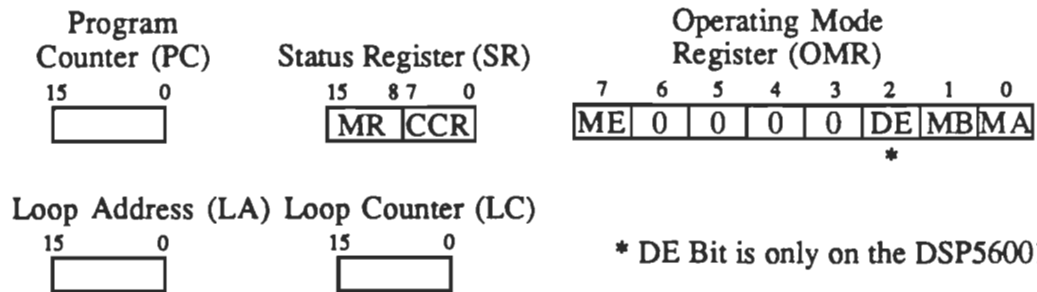 Program
Counter (PC)
15 0
Status Register (SR)
15 8 7 0
MR CCR
Operating Mode
Register (OMR)
7 6 5 4 3 2 1 0
ME 0 0 0 0 DE MB MA
*
Loop Address (LA)
15 0
Loop Counter (LC)
15 0
* DE Bit is only on the